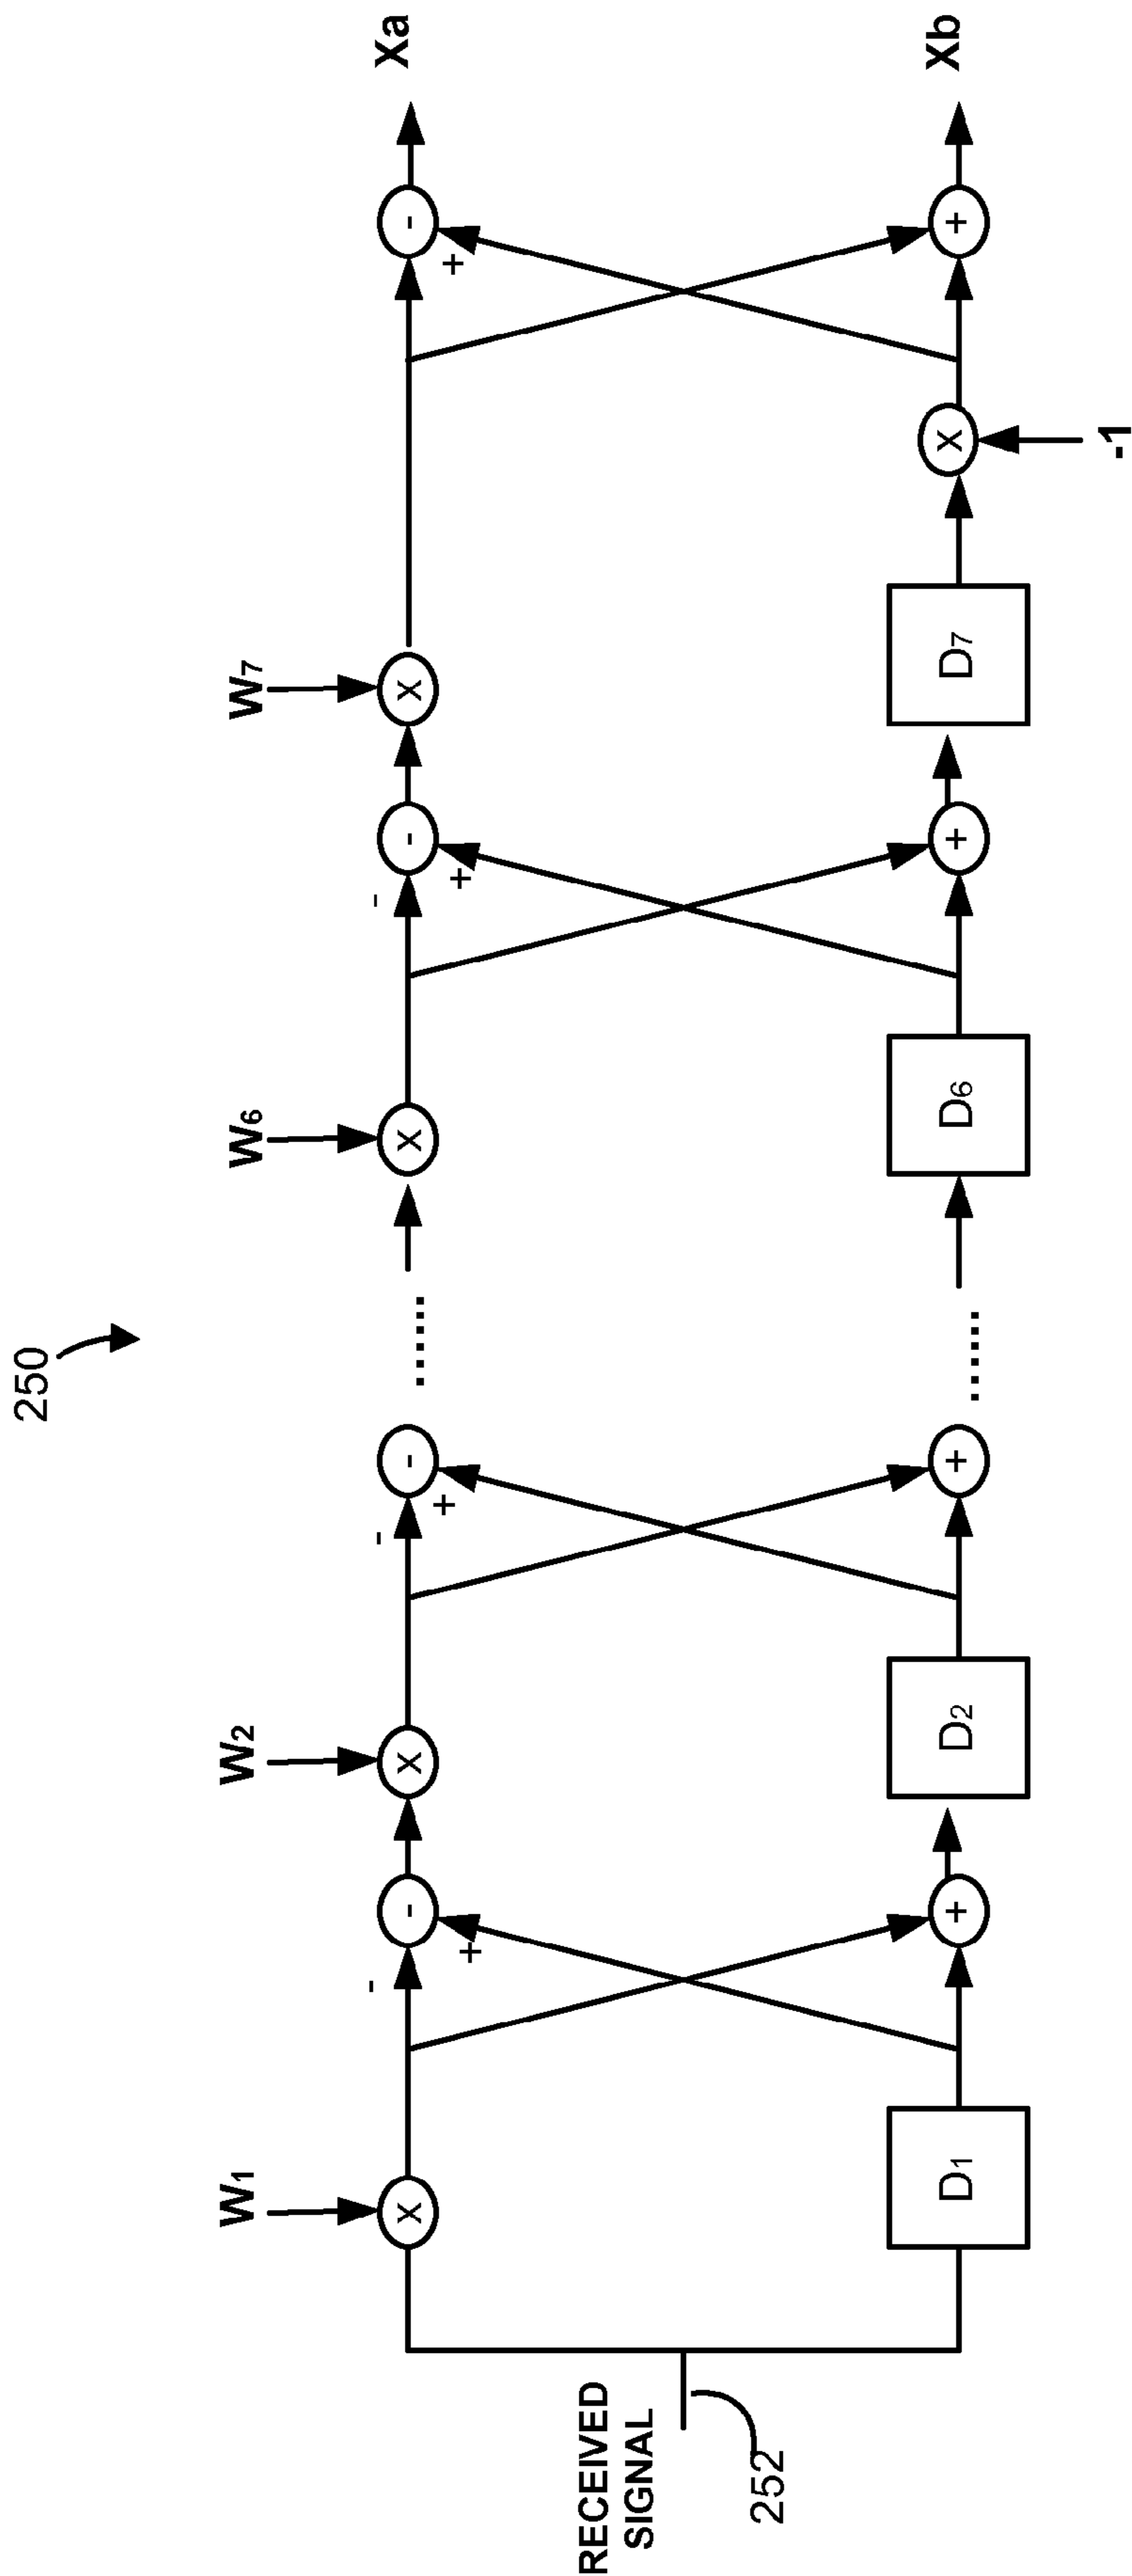 250
W1
W2
W6
W7
x
-
-
+
x
-
-
+
......
x
-
-
+
x
-
+
Xa
RECEIVED
SIGNAL
252
D1
+
D2
+
......
D6
+
D7
x
-1
+
Xb